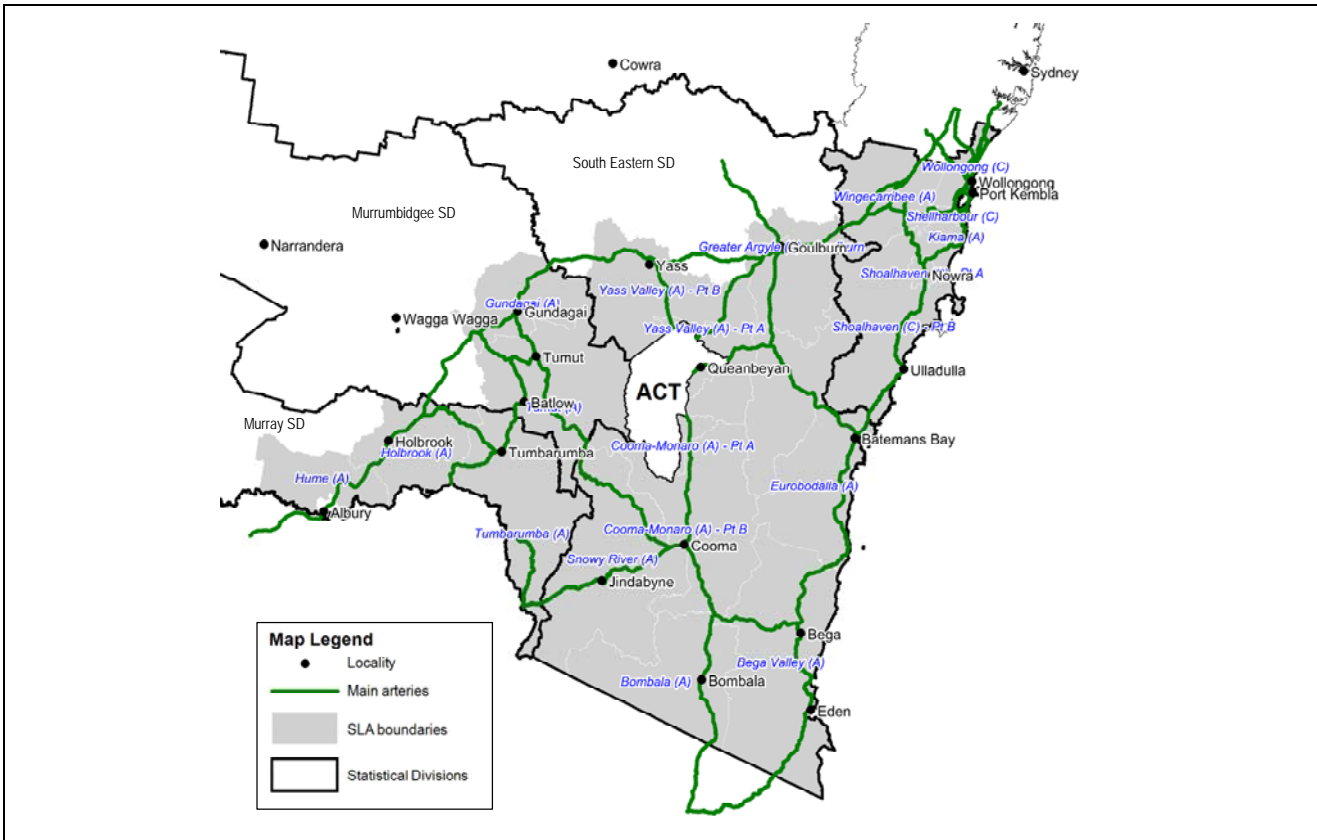 Cowra
Sydney
South Eastern SD
Wollongong (C)
Wollongong
Port Kembla
Wingecarribee (A)
Shellharbour (C)
Kiama (A)
Murrumbidgee SD
Narrandera
Greater Argyle
Goulburn
Yass
Shoalhaven
Pt A
Nowra
Yass Valley (A) - Pt B
Gundagai (A)
Gundagai
Wagga Wagga
Yass Valley (A) - Pt A
Shoalhaven (C) - Pt B
Tumut
Queanbeyan
Ulladulla
ACT
Batlow
Murray SD
Batemans Bay
Holbrook
Holbrook (A)
Tumbarumba
Cooma-Monaro (A) - Pt A
Hume (A)
Eurobodalla (A)
Albury
Tumbarumba (A)
Cooma-Monaro (A) - Pt B
Cooma
Snowy River (A)
Jindabyne
Bega
Bega Valley (A)
Bombala (A)
Bombala
Eden
Map Legend
Locality
Main arteries
SLA boundaries
Statistical Divisions